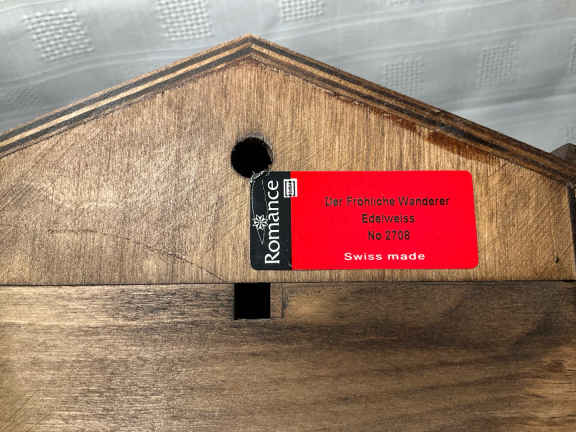 Romance
Der Fröhliche Wanderer
Edelweiss
No 2708
Swiss made